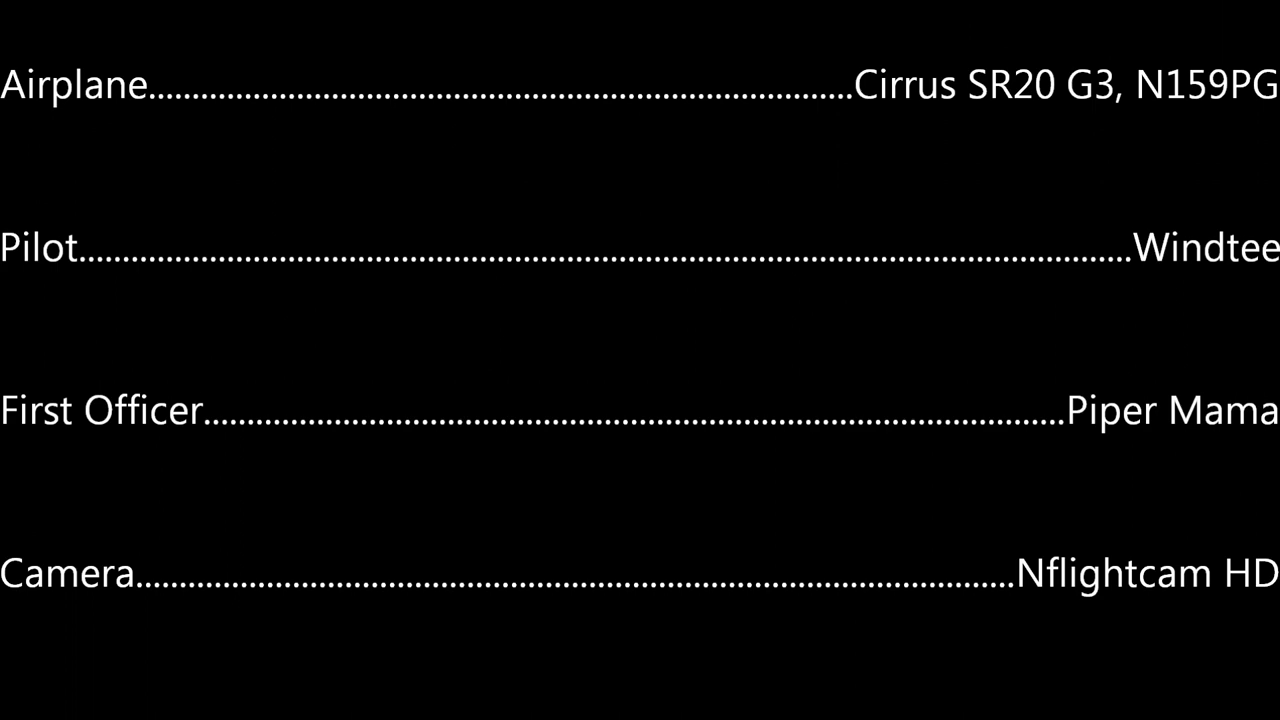 Airplane................................................................................Cirrus SR20 G3, N159PG
Pilot........................................................................................................................Windtee
First Officer..................................................................................................Piper Mama
Camera....................................................................................................Nflightcam HD